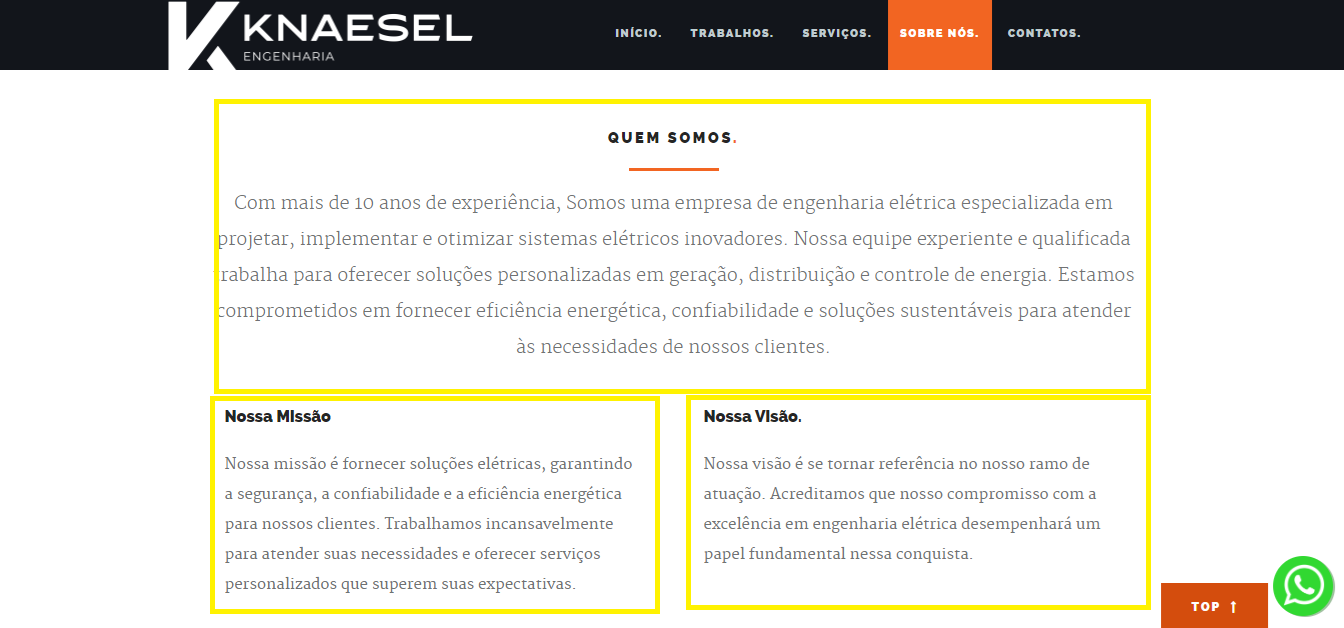 KNAESEL
ENGENHARIA
INÍCIO. TRABALHOS. SERVIÇOS. SOBRE NÓS. CONTATOS.
QUEM SOMOS.
Com mais de 10 anos de experiência, Somos uma empresa de engenharia elétrica especializada em
projetar, implementar e otimizar sistemas elétricos inovadores. Nossa equipe experiente e qualificada
trabalha para oferecer soluções personalizadas em geração, distribuição e controle de energia. Estamos
comprometidos em fornecer eficiência energética, confiabilidade e soluções sustentáveis para atender
às necessidades de nossos clientes.
Nossa Missão
Nossa missão é fornecer soluções elétricas, garantindo
a segurança, a confiabilidade e a eficiência energética
para nossos clientes. Trabalhamos incansavelmente
para atender suas necessidades e oferecer serviços
personalizados que superem suas expectativas.
Nossa Visão.
Nossa visão é se tornar referência no nosso ramo de
atuação. Acreditamos que nosso compromisso com a
excelência em engenharia elétrica desempenhará um
papel fundamental nessa conquista.
TOP ↑